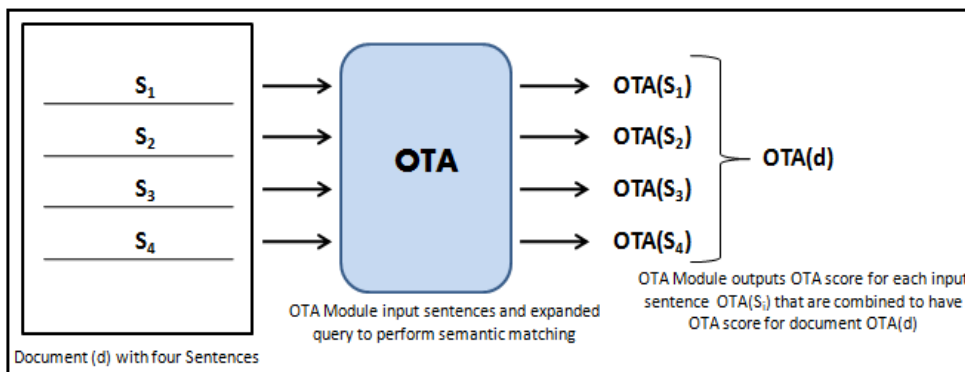 S₁
S₂
S₃
S₄
Document (d) with four Sentences
OTA
OTA Module input sentences and expanded
query to perform semantic matching
OTA(S₁)
OTA(S₂)
OTA(S₃)
OTA(S₄)
OTA(d)
OTA Module outputs OTA score for each input
sentence OTA(Sᵢ) that are combined to have
OTA score for document OTA(d)